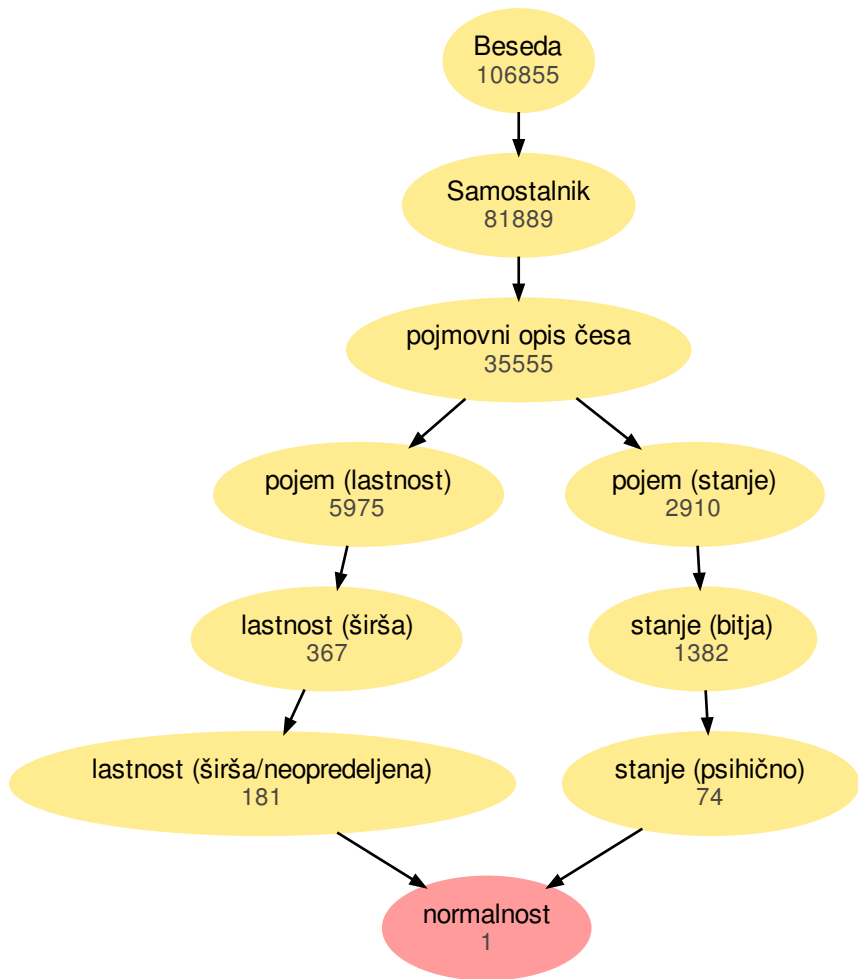 Beseda
106855
Samostalnik
81889
pojmovni opis česa
35555
pojem (lastnost)
5975
pojem (stanje)
2910
lastnost (širša)
367
stanje (bitja)
1382
lastnost (širša/neopredeljena)
181
stanje (psihično)
74
normalnost
1